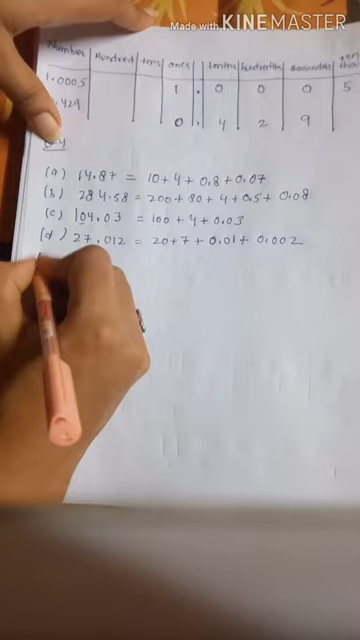 Made with KINEMASTER
Number Hundred tens ones . tenths hundredths thousandths ten
1.0005 1 . 0 0 0 5
.429 0 . 4 2 9
(a) 14.87 = 10 + 4 + 0.8 + 0.07
(b) 284.58 = 200 + 80 + 4 + 0.5 + 0.08
(c) 104.03 = 100 + 4 + 0.03
(d) 27.012 = 20 + 7 + 0.01 + 0.002